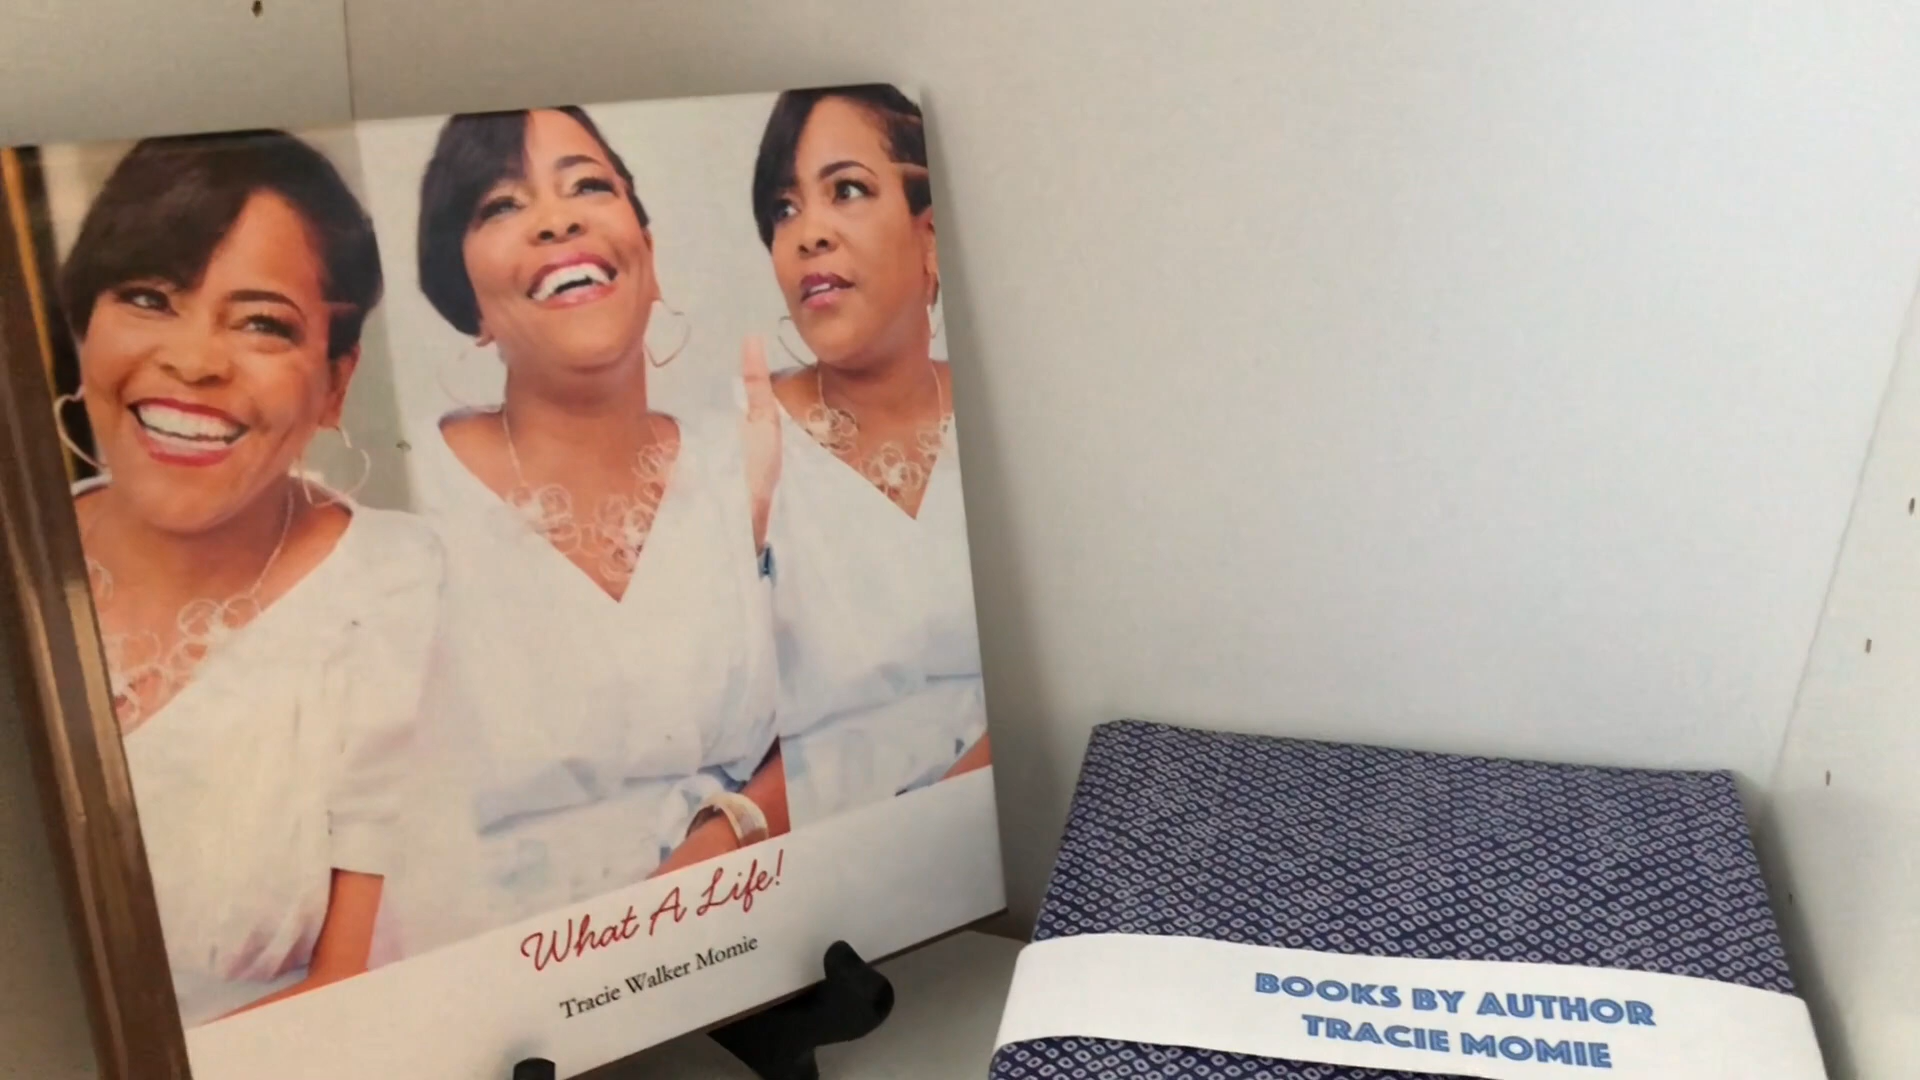 What A Life!
Tracie Walker Momie
BOOKS BY AUTHOR
TRACIE MOMIE